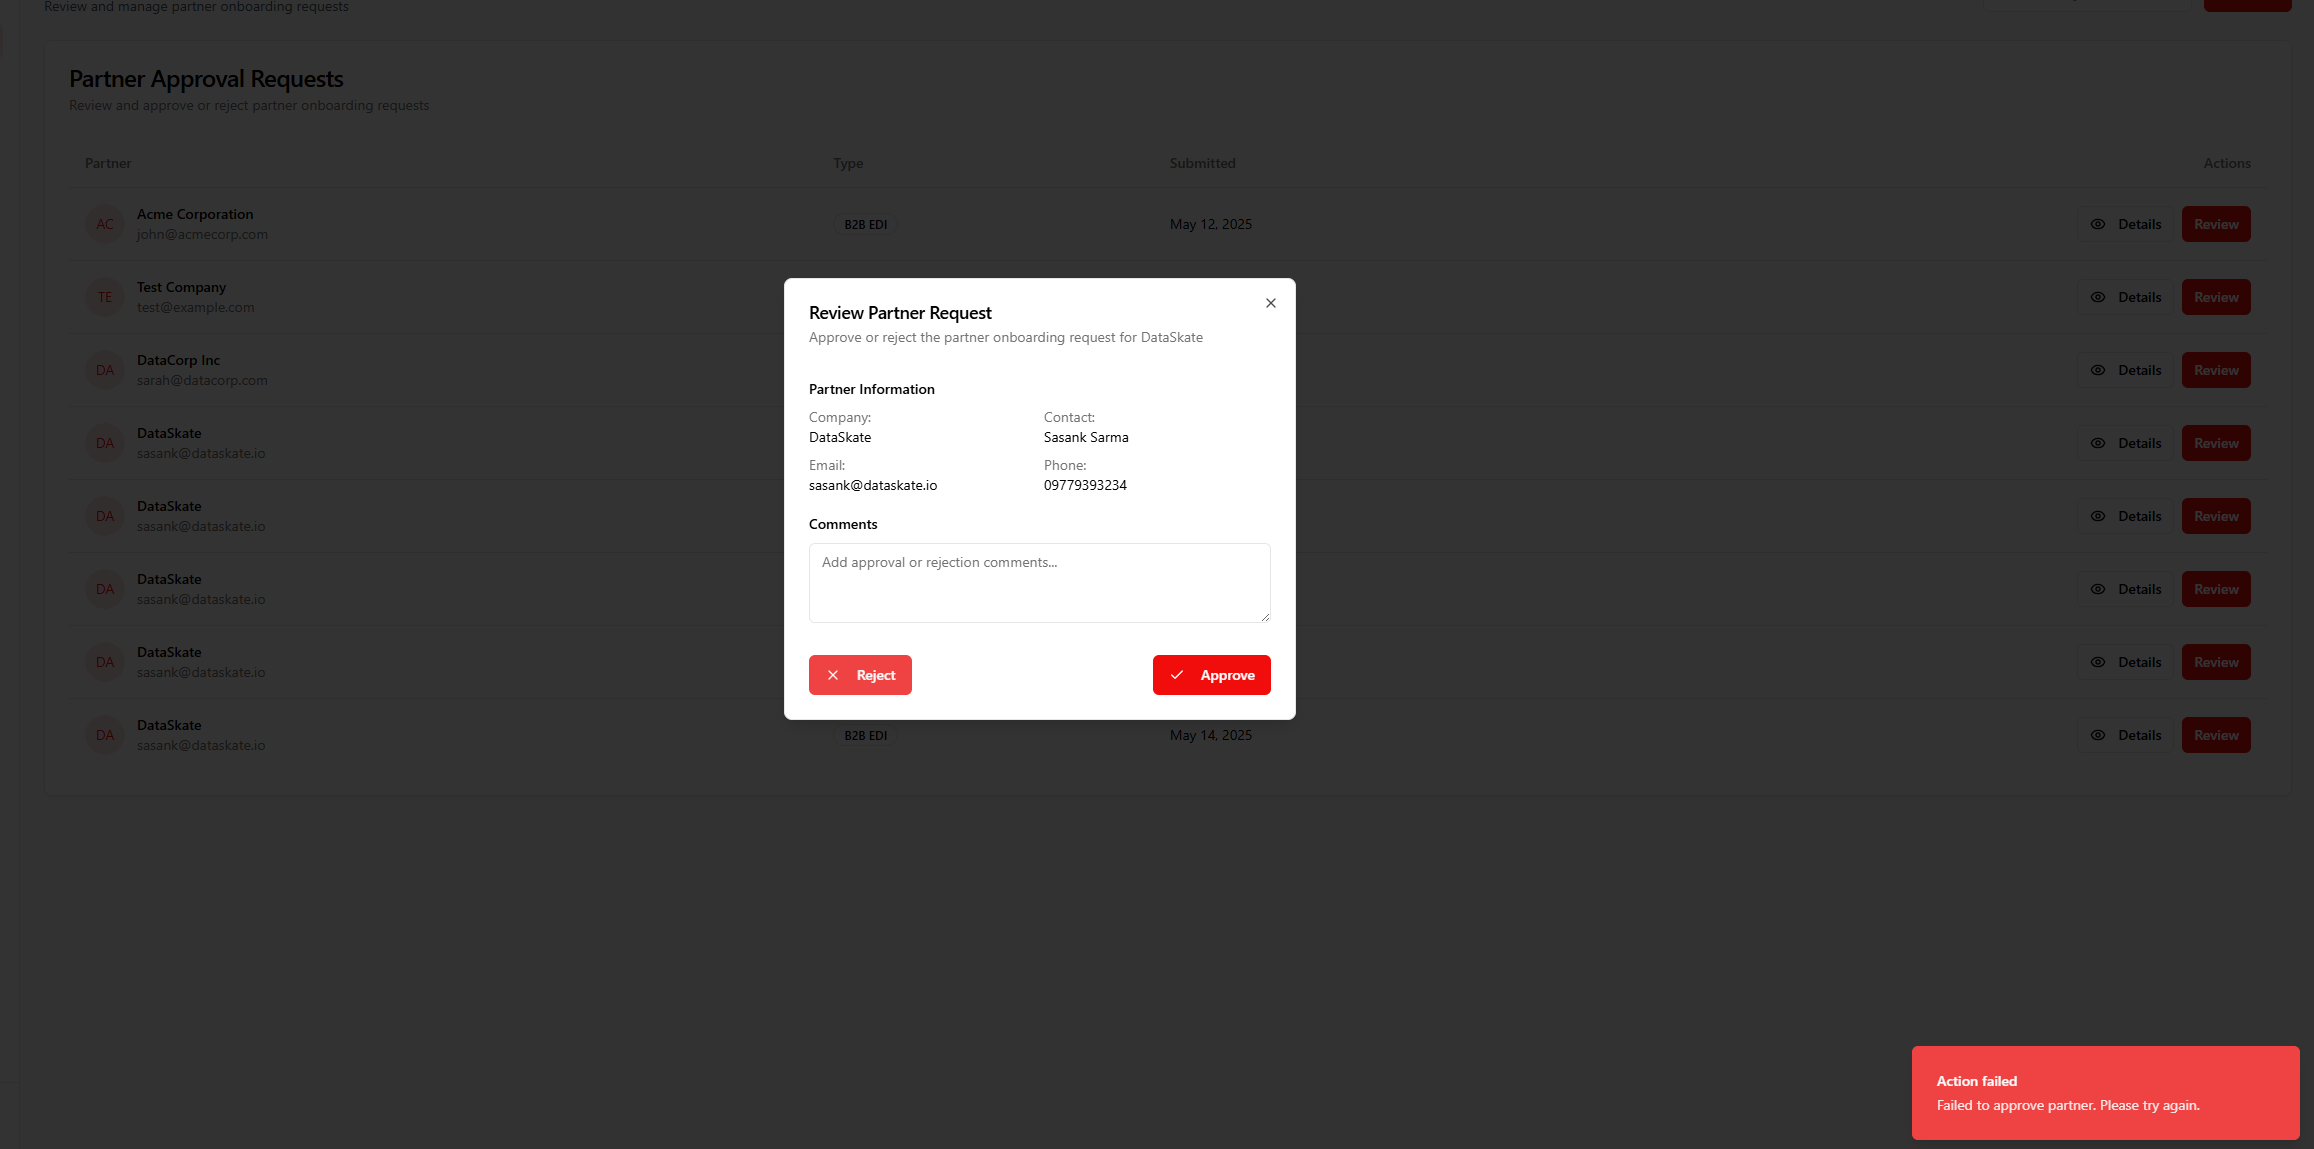 Review and manage partner onboarding requests
Partner Approval Requests
Review and approve or reject partner onboarding requests
Partner Type Submitted Actions
AC Acme Corporation B2B EDI May 12, 2025 Details Review
john@acmecorp.com
TE Test Company Details Review
test@example.com
DA DataCorp Inc Details Review
sarah@datacorp.com
DA DataSkate Details Review
sasank@dataskate.io
DA DataSkate Details Review
sasank@dataskate.io
DA DataSkate Details Review
sasank@dataskate.io
DA DataSkate Details Review
sasank@dataskate.io
DA DataSkate B2B EDI May 14, 2025 Details Review
sasank@dataskate.io
Review Partner Request
Approve or reject the partner onboarding request for DataSkate
Partner Information
Company: Contact:
DataSkate Sasank Sarma
Email: Phone:
sasank@dataskate.io 09779393234
Comments
Add approval or rejection comments...
Reject Approve
Action failed
Failed to approve partner. Please try again.